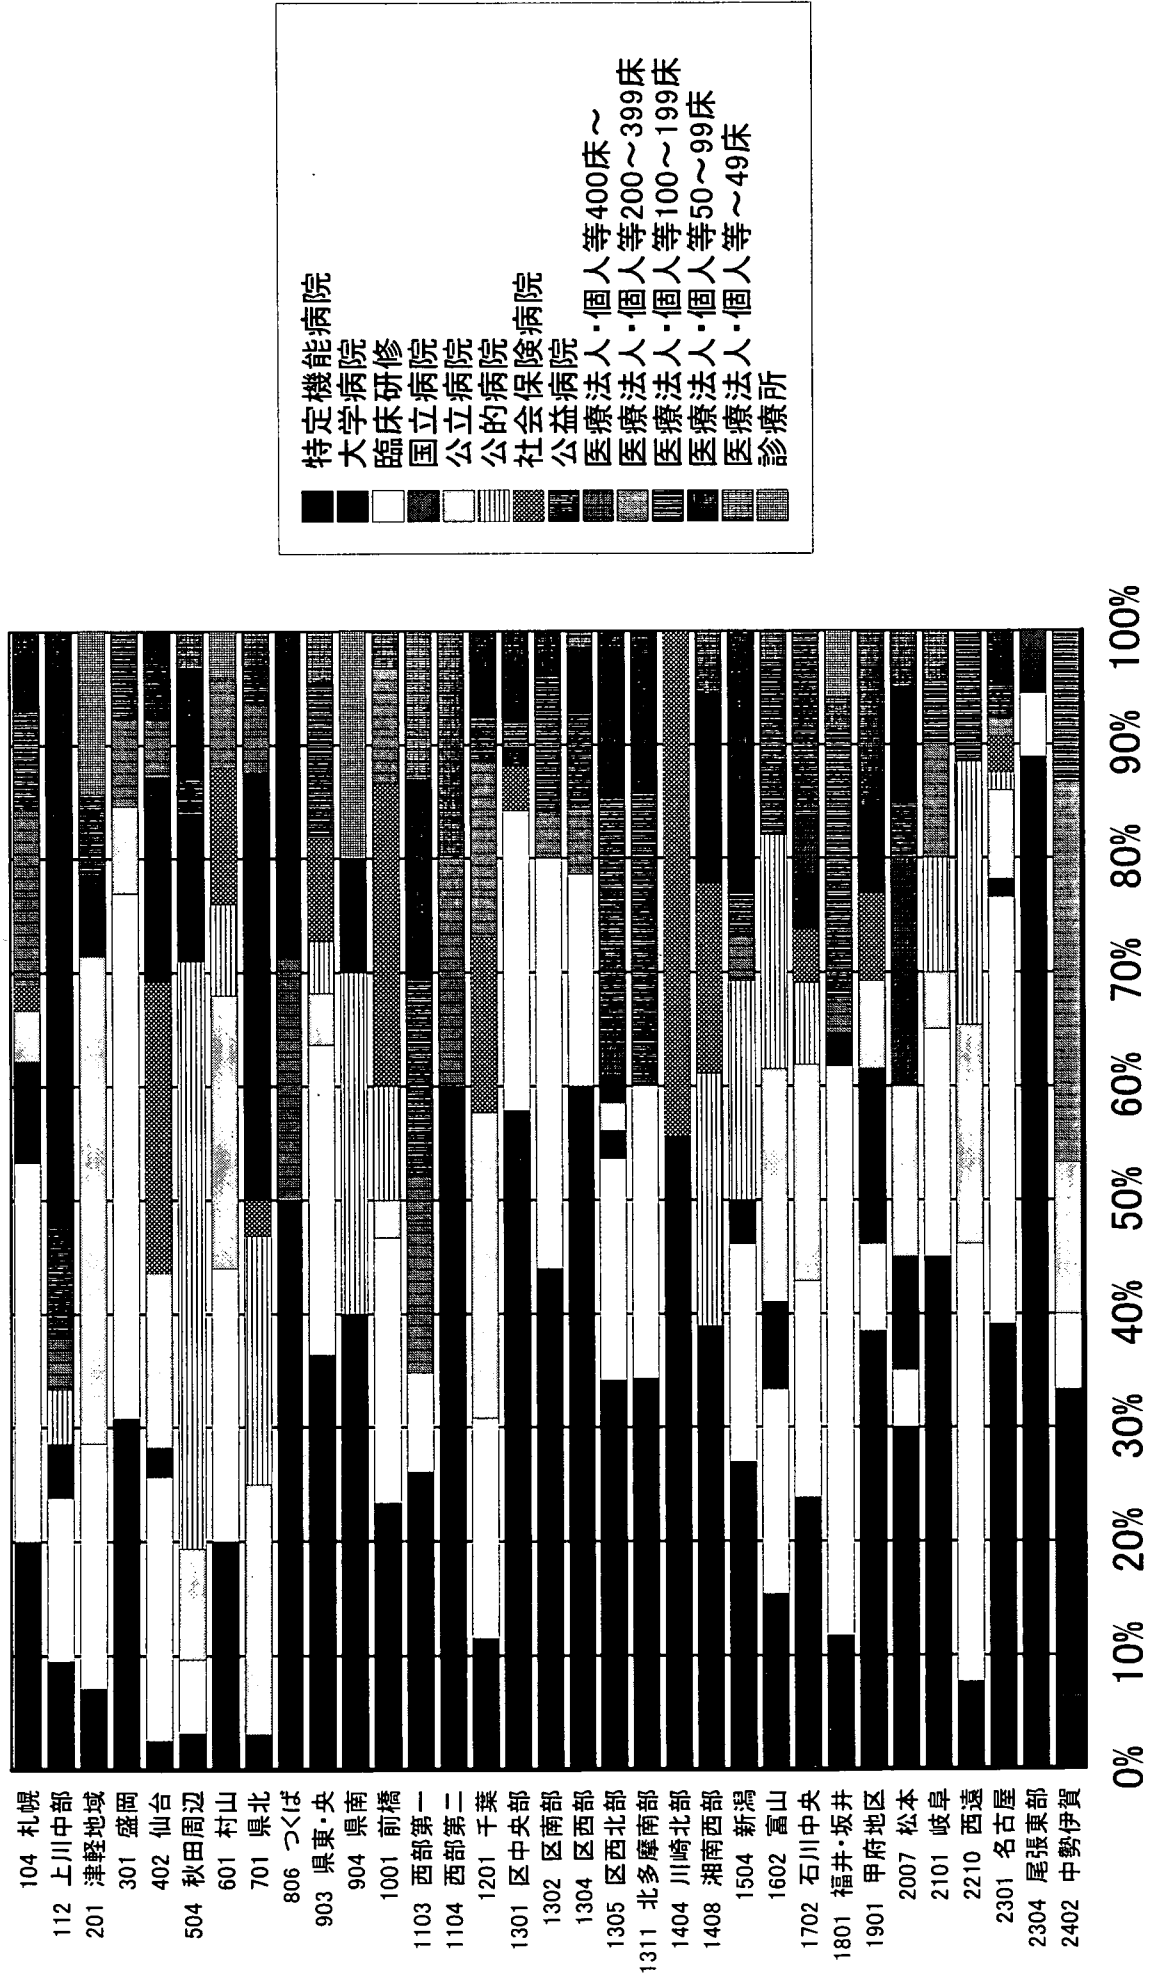 104 札幌
112 上川中部
201 津軽地域
301 盛岡
402 仙台
504 秋田周辺
601 村山
701 県北
806 つくば
903 県東・央
904 県南
1001 前橋
1103 西部第一
1104 西部第二
1201 千葉
1301 区中央部
1302 区南部
1304 区西部
1305 区西北部
1311 北多摩南部
1404 川崎北部
1408 湘南西部
1504 新潟
1602 富山
1702 石川中央
1801 福井・坂井
1901 甲府地区
2007 松本
2101 岐阜
2210 西遠
2301 名古屋
2304 尾張東部
2402 中勢伊賀
0%
10%
20%
30%
40%
50%
60%
70%
80%
90%
100%
特定機能病院
大学病院
臨床研修
国立病院
公立病院
公的病院
社会保険病院
公益病院
医療法人・個人等400床～
医療法人・個人等200～399床
医療法人・個人等100～199床
医療法人・個人等50～99床
医療法人・個人等～49床
診療所